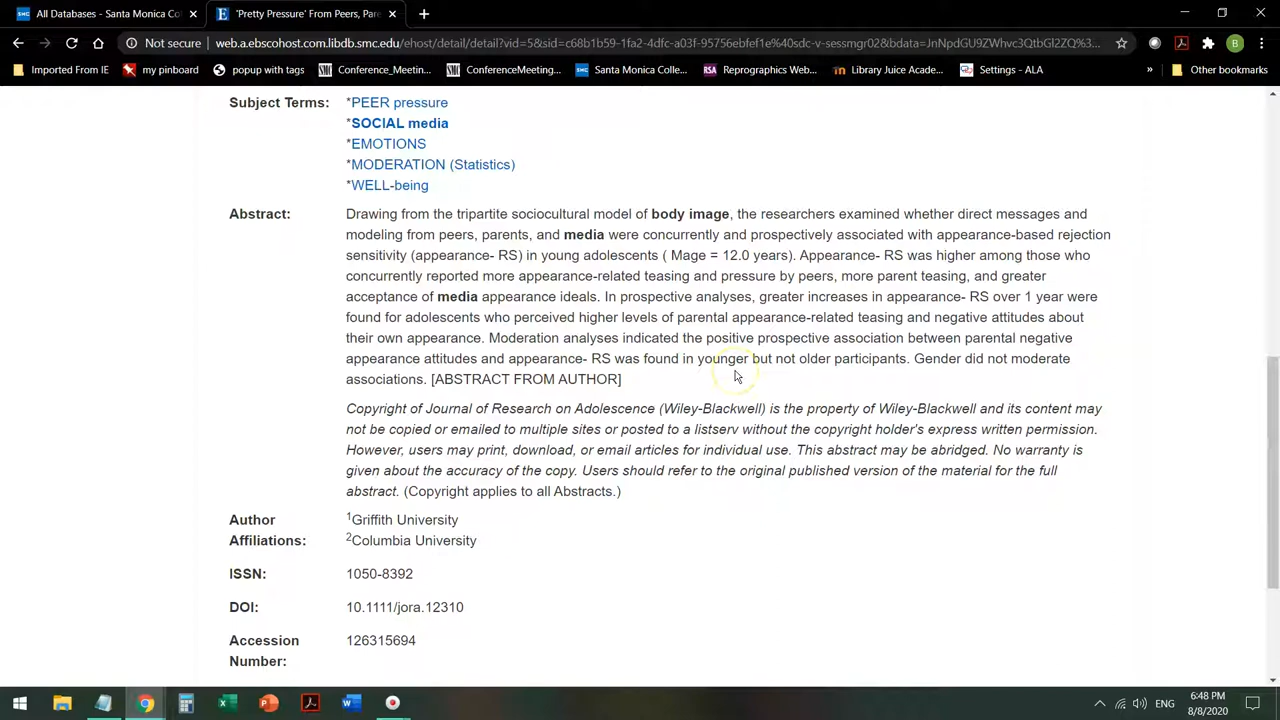 All Databases - Santa Monica Co
'Pretty Pressure' From Peers, Pare
Not secure
web.a.ebscohost.com.libdb.smc.edu/ehost/detail/detail?vid=5&sid=c68b1b59-1fa2-4dfc-a03f-95756ebfef1e%40sdc-v-sessmgr02&bdata=JnNpdGU9ZWhvc3QtbGl2ZQ%3...
B
Imported From IE
my pinboard
popup with tags
SMC Conference_Meetin...
SMC ConferenceMeeting...
SMC Santa Monica Colle...
RSA Reprographics Web...
Library Juice Acade...
Settings - ALA
»
Other bookmarks
Subject Terms: *PEER pressure
*SOCIAL media
*EMOTIONS
*MODERATION (Statistics)
*WELL-being
Abstract: Drawing from the tripartite sociocultural model of body image, the researchers examined whether direct messages and
modeling from peers, parents, and media were concurrently and prospectively associated with appearance-based rejection
sensitivity (appearance- RS) in young adolescents ( Mage = 12.0 years). Appearance- RS was higher among those who
concurrently reported more appearance-related teasing and pressure by peers, more parent teasing, and greater
acceptance of media appearance ideals. In prospective analyses, greater increases in appearance- RS over 1 year were
found for adolescents who perceived higher levels of parental appearance-related teasing and negative attitudes about
their own appearance. Moderation analyses indicated the positive prospective association between parental negative
appearance attitudes and appearance- RS was found in younger but not older participants. Gender did not moderate
associations. [ABSTRACT FROM AUTHOR]
Copyright of Journal of Research on Adolescence (Wiley-Blackwell) is the property of Wiley-Blackwell and its content may
not be copied or emailed to multiple sites or posted to a listserv without the copyright holder's express written permission.
However, users may print, download, or email articles for individual use. This abstract may be abridged. No warranty is
given about the accuracy of the copy. Users should refer to the original published version of the material for the full
abstract. (Copyright applies to all Abstracts.)
Author Affiliations: 1Griffith University
2Columbia University
ISSN: 1050-8392
DOI: 10.1111/jora.12310
Accession Number: 126315694
ENG
6:48 PM
8/8/2020